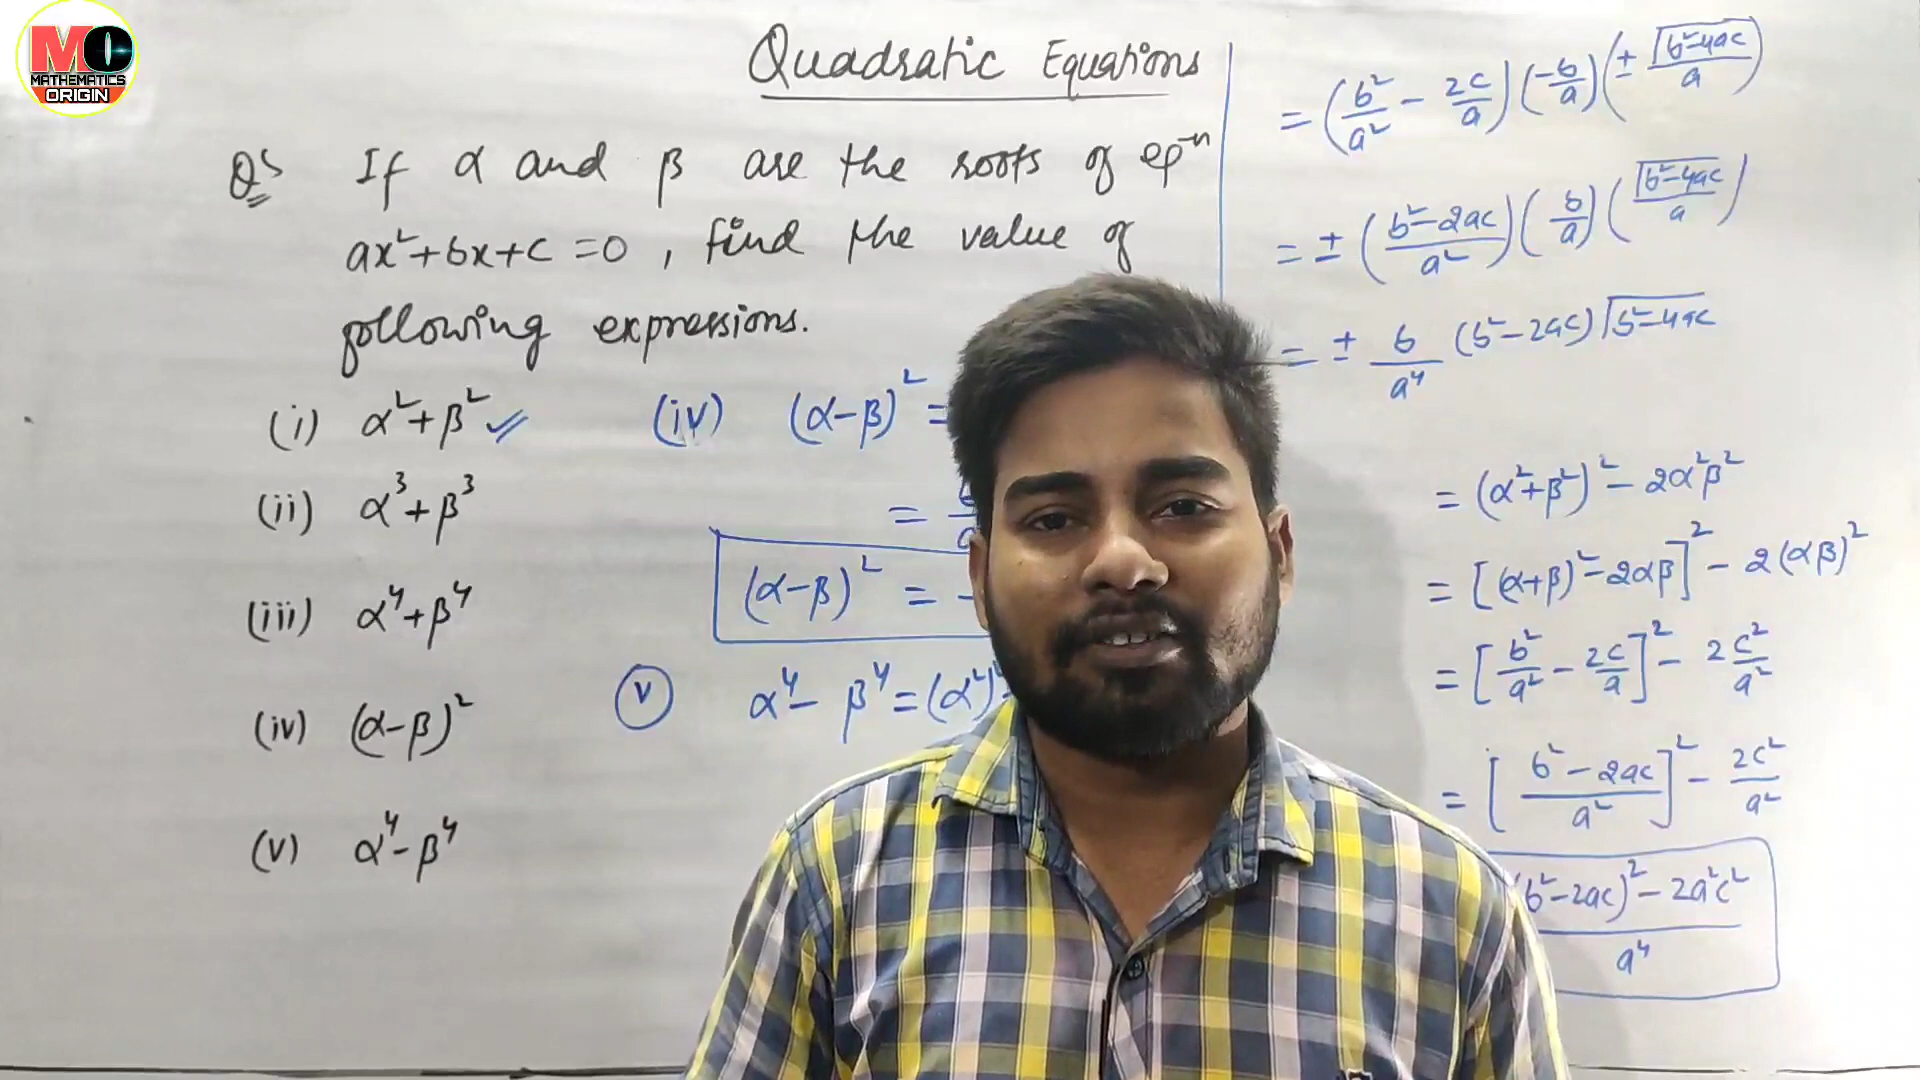 MO
MATHEMATICS
ORIGIN
Quadratic Equations
Qs If α and β are the roots of eqⁿ
ax²+bx+c=0, find the value of
following expressions.
(i) α²+β²
(ii) α³+β³
(iii) α⁴+β⁴
(iv) (α-β)²
(v) α⁴-β⁴
(iv) (α-β)² =
=
(α-β)² = -
(v) α⁴-β⁴=(α²)²
= (b²/a² - 2c/a)(-b/a)(± √b²-4ac/a)
= ± (b²-2ac/a²)(b/a)(√b²-4ac/a)
= ± b/a⁴ (b²-2ac)√b²-4ac
= (α²+β²)² - 2α²β²
= [(α+β)²-2αβ]² - 2(αβ)²
= [b²/a² - 2c/a]² - 2c²/a²
= [b²-2ac/a²]² - 2c²/a²
(b²-2ac)² - 2a²c²/a⁴